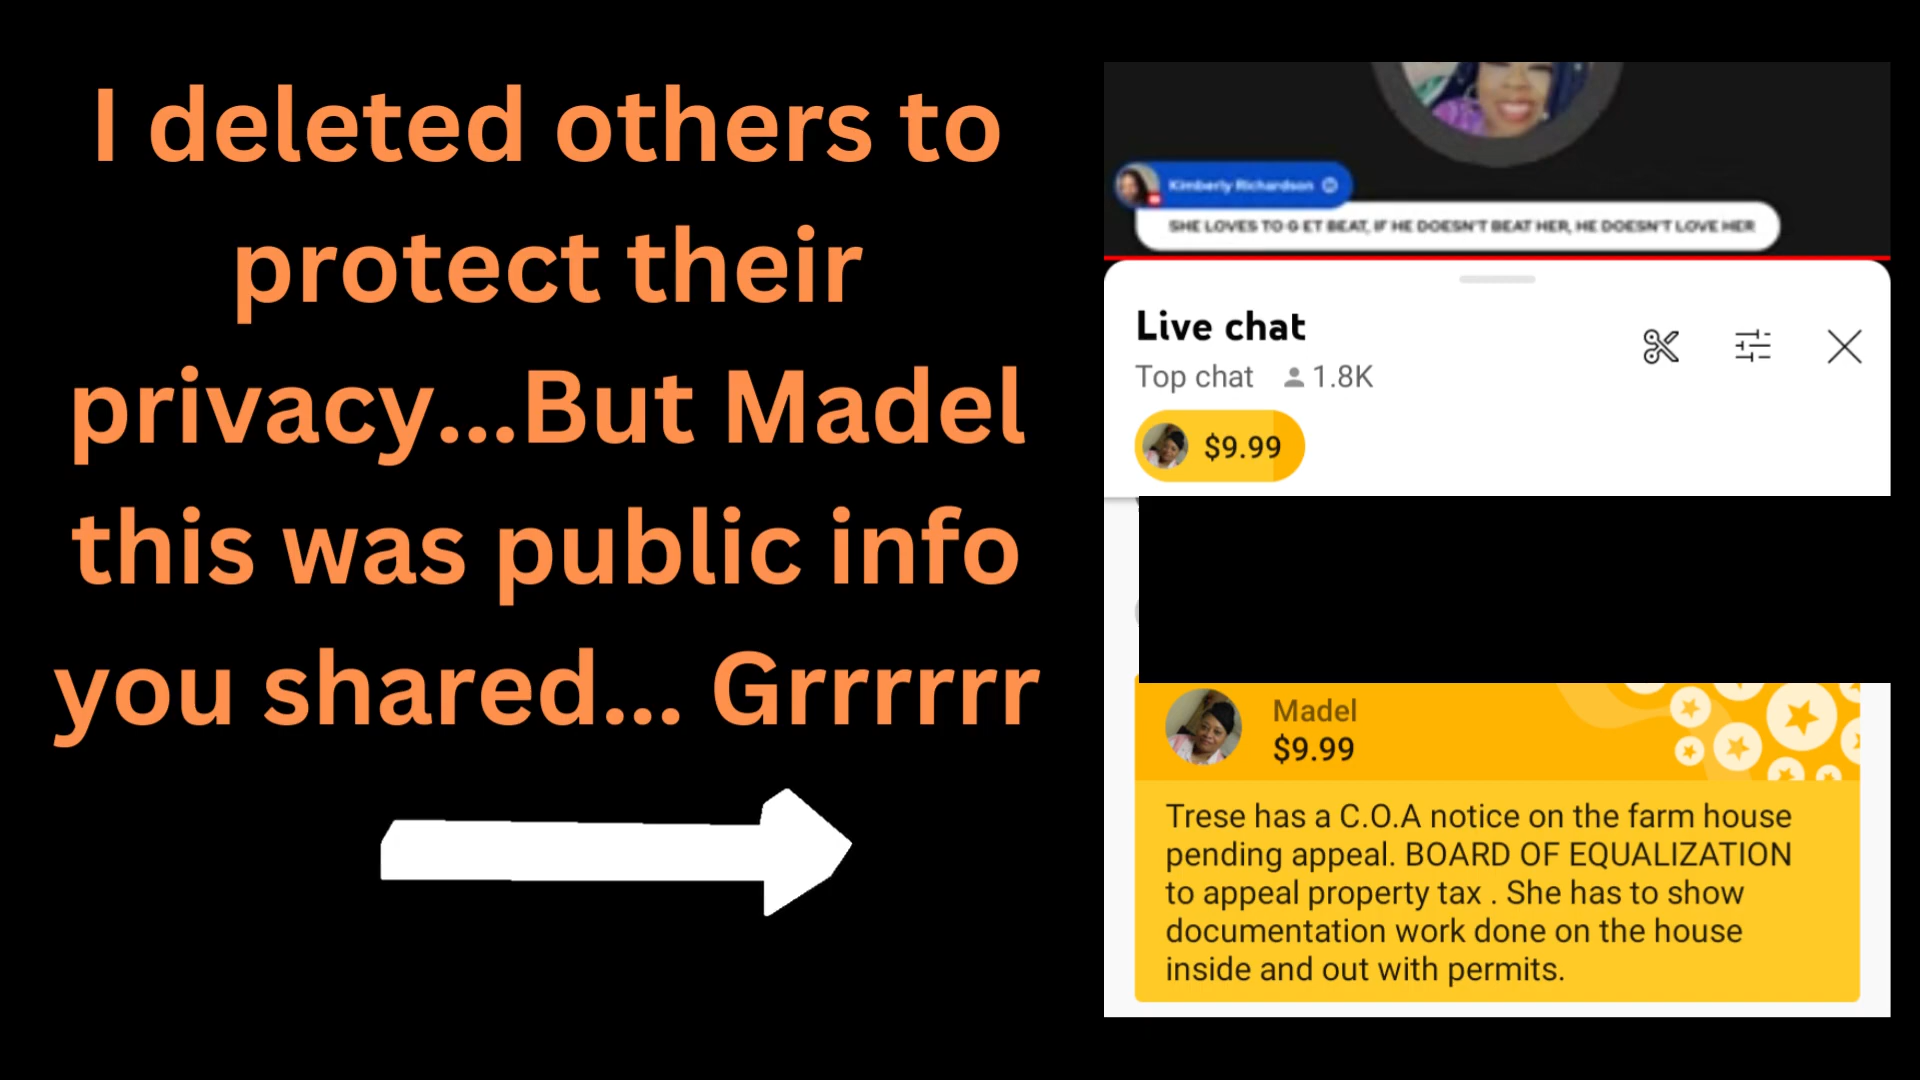 I deleted others to
protect their
privacy...But Madel
this was public info
you shared... Grrrrrr
Kimberly Richardson
SHE LOVES TO G ET BEAT, IF HE DOESN'T BEAT HER, HE DOESN'T LOVE HER
Live chat
Top chat 1.8K
$9.99
Madel
$9.99
Trese has a C.O.A notice on the farm house
pending appeal. BOARD OF EQUALIZATION
to appeal property tax . She has to show
documentation work done on the house
inside and out with permits.